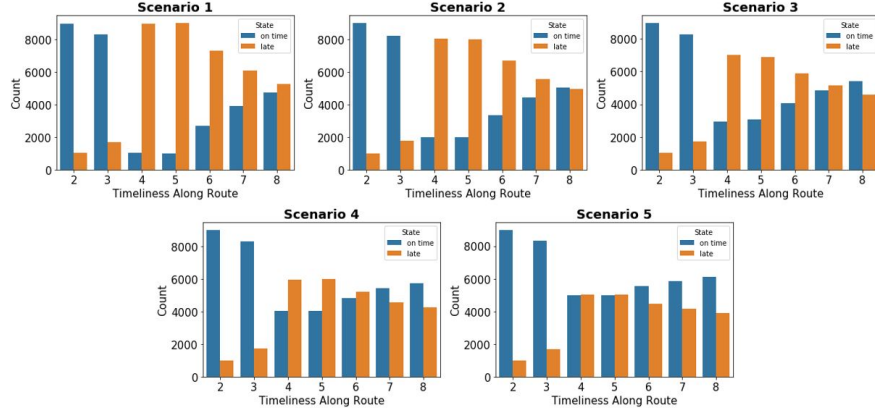 Scenario 1
8000
6000
4000
2000
0
Count
State
on time
late
2 3 4 5 6 7 8
Timeliness Along Route
Scenario 2
8000
6000
4000
2000
0
Count
State
on time
late
2 3 4 5 6 7 8
Timeliness Along Route
Scenario 3
8000
6000
4000
2000
0
Count
State
on time
late
2 3 4 5 6 7 8
Timeliness Along Route
Scenario 4
8000
6000
4000
2000
0
Count
State
on time
late
2 3 4 5 6 7 8
Timeliness Along Route
Scenario 5
8000
6000
4000
2000
0
Count
State
on time
late
2 3 4 5 6 7 8
Timeliness Along Route